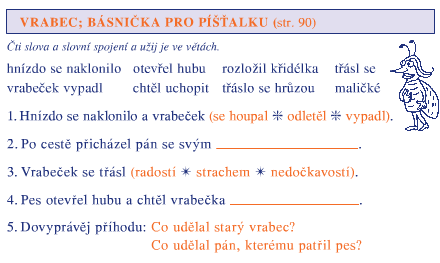 VRABEC; BÁSNIČKA PRO PÍŠŤALKU (str. 90)
Čti slova a slovní spojení a užij je ve větách.
hnízdo se naklonilo otevřel hubu rozložil křidélka třásl se
vrabeček vypadl chtěl uchopit třáslo se hrůzou maličké
1. Hnízdo se naklonilo a vrabeček (se houpal ✳ odletěl ✳ vypadl).
2. Po cestě přicházel pán se svým ____________.
3. Vrabeček se třásl (radostí ✴ strachem ✴ nedočkavostí).
4. Pes otevřel hubu a chtěl vrabečka ____________.
5. Dovyprávěj příhodu: Co udělal starý vrabec?
Co udělal pán, kterému patřil pes?